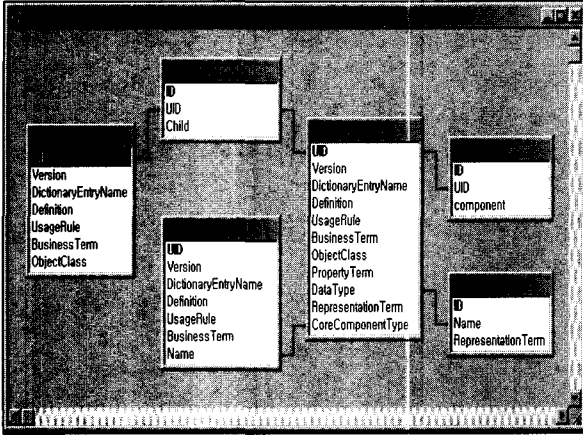 Version
DictionaryEntryName
Definition
UsageRule
BusinessTerm
ObjectClass
ID
UID
Child
UID
Version
DictionaryEntryName
Definition
UsageRule
BusinessTerm
Name
UID
Version
DictionaryEntryName
Definition
UsageRule
BusinessTerm
ObjectClass
PropertyTerm
DataType
RepresentationTerm
CoreComponentType
ID
UID
component
ID
Name
RepresentationTerm